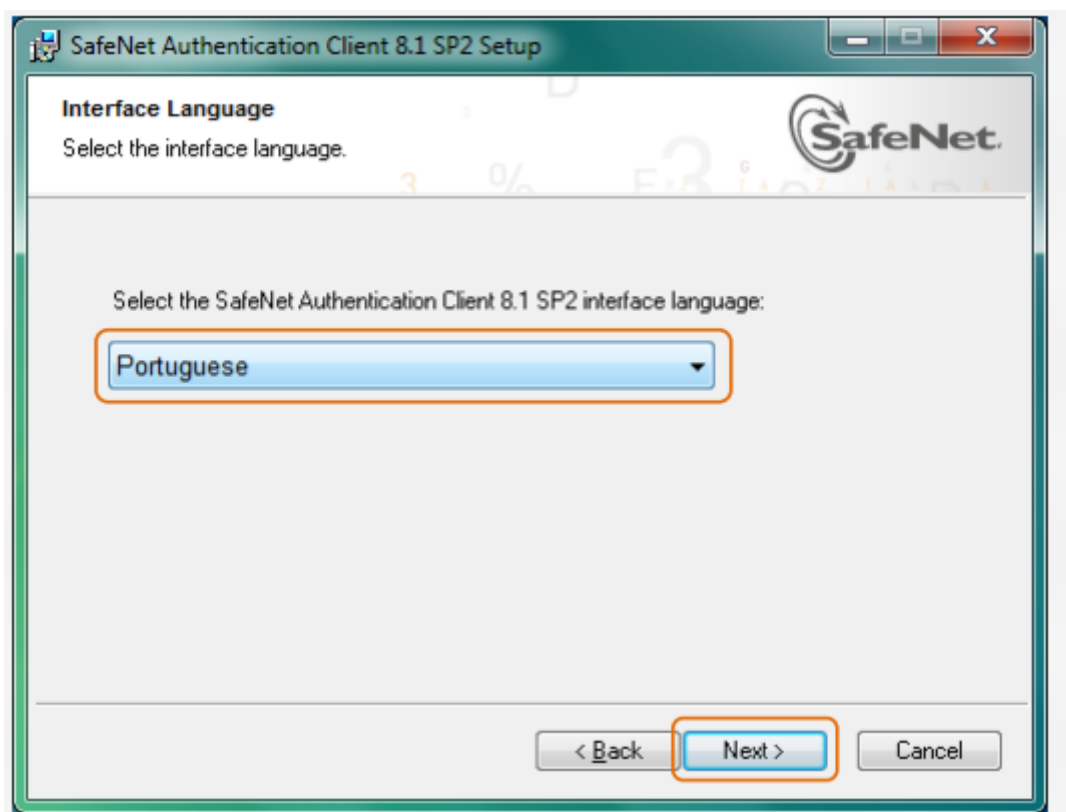 SafeNet Authentication Client 8.1 SP2 Setup
Interface Language
Select the interface language.
SafeNet.
Select the SafeNet Authentication Client 8.1 SP2 interface language:
Portuguese
< Back
Next >
Cancel